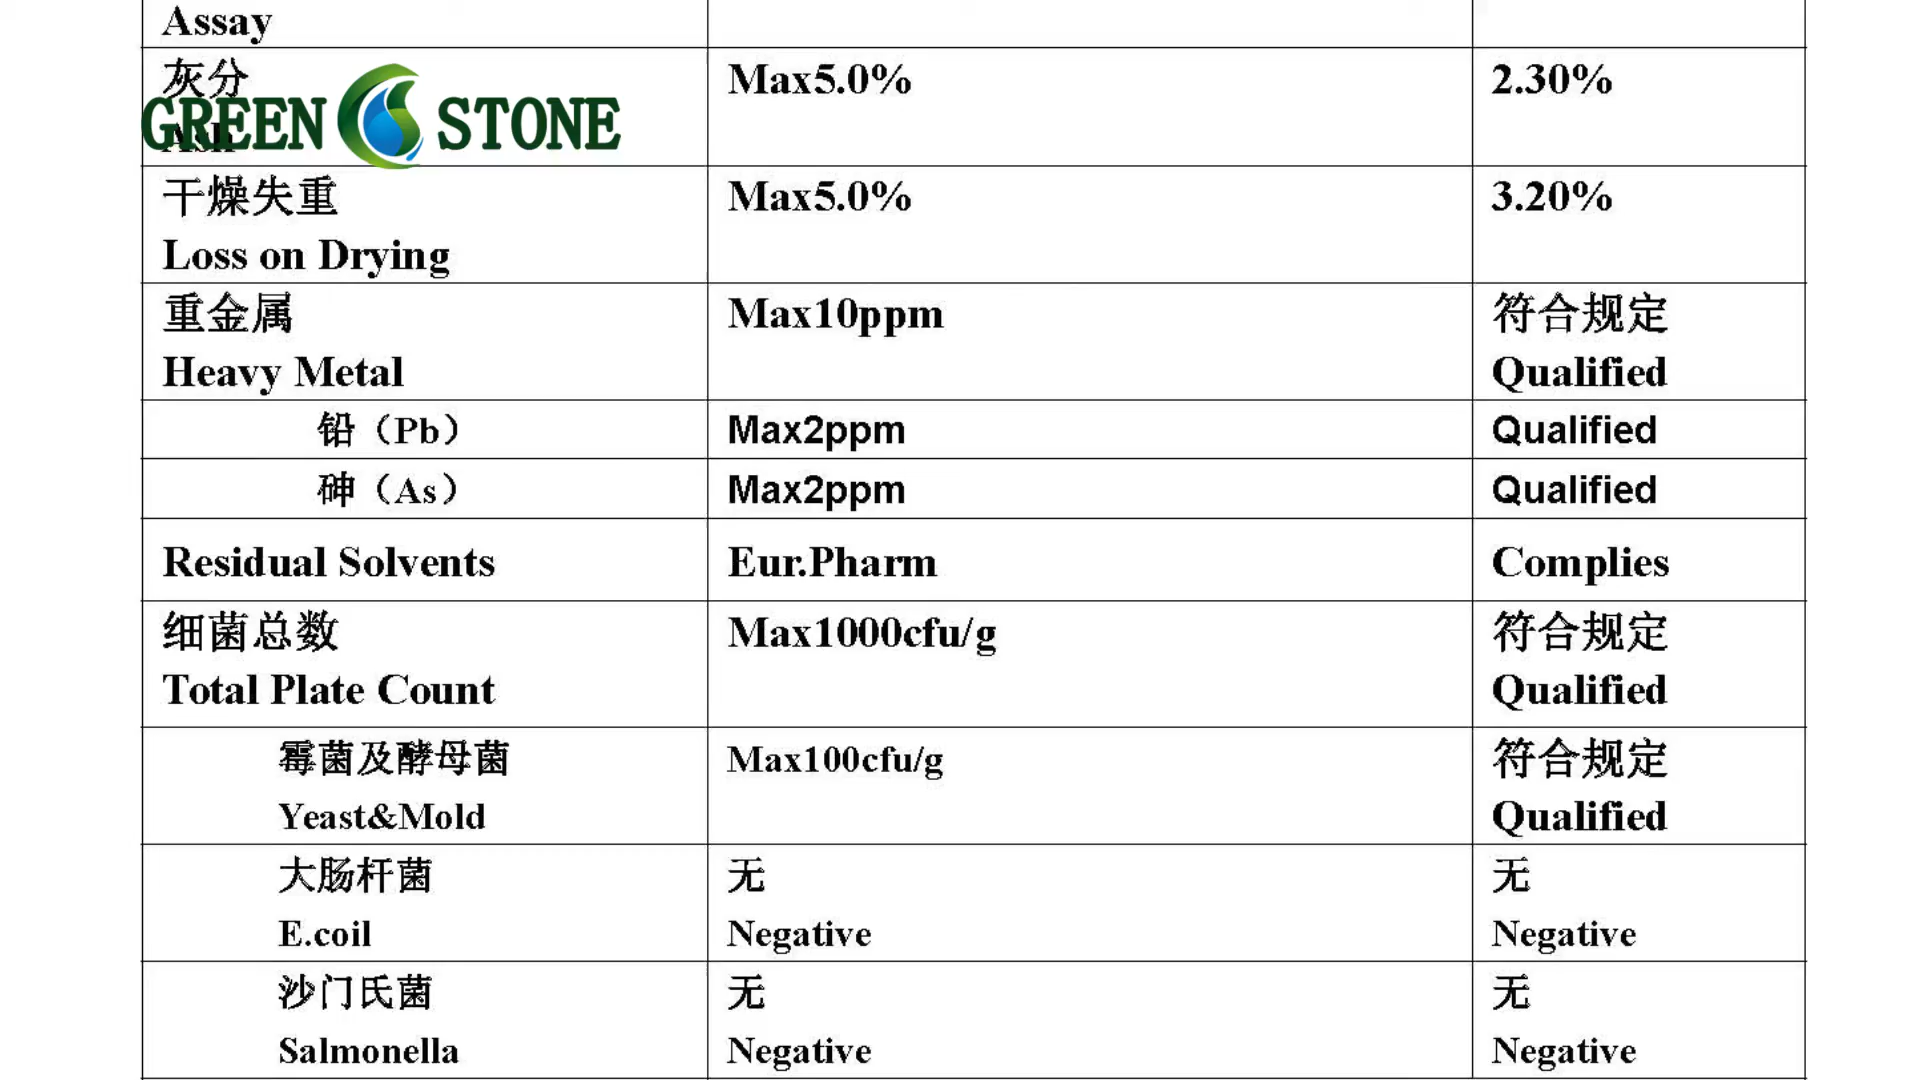 Assay
灰分 Max5.0% 2.30%
Ash
GREEN STONE
干燥失重 Max5.0% 3.20%
Loss on Drying
重金属 Max10ppm 符合规定
Heavy Metal Qualified
铅（Pb） Max2ppm Qualified
砷（As） Max2ppm Qualified
Residual Solvents Eur.Pharm Complies
细菌总数 Max1000cfu/g 符合规定
Total Plate Count Qualified
霉菌及酵母菌 Max100cfu/g 符合规定
Yeast&Mold Qualified
大肠杆菌 无 无
E.coil Negative Negative
沙门氏菌 无 无
Salmonella Negative Negative